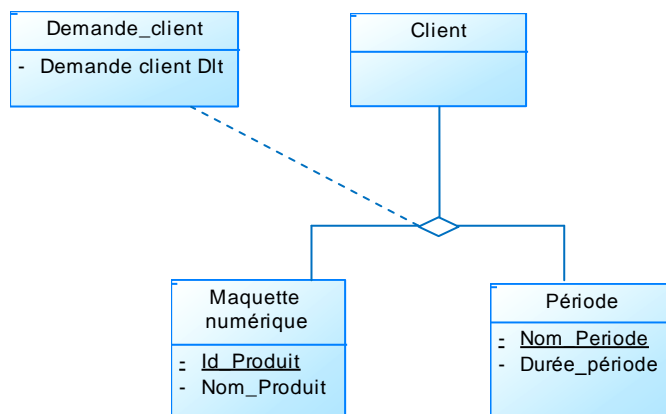 Demande_client
- Demande client Dlt
Client
Maquette
numérique
- Id_Produit
- Nom_Produit
Période
- Nom_Periode
- Durée_période